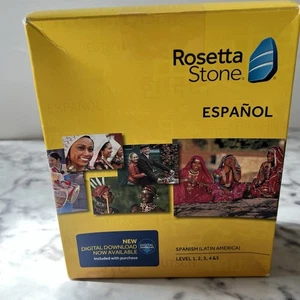 Rosetta
Stone®
ESPAÑOL
NEW
DIGITAL DOWNLOAD
NOW AVAILABLE
Included with purchase
SPANISH (LATIN AMERICA)
LEVEL 1, 2, 3, 4 & 5